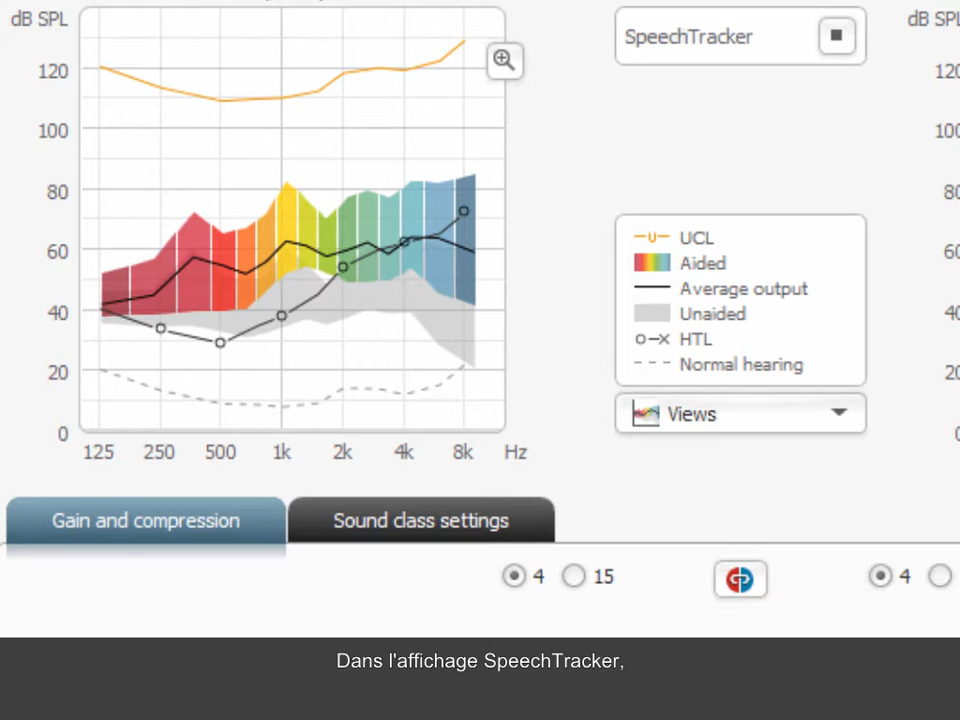 dB SPL
120
100
80
60
40
20
0
125 250 500 1k 2k 4k 8k Hz
SpeechTracker
UCL
Aided
Average output
Unaided
HTL
Normal hearing
Views
dB SPL
120
100
80
60
40
20
Gain and compression
Sound class settings
4 15
4
Dans l'affichage SpeechTracker,